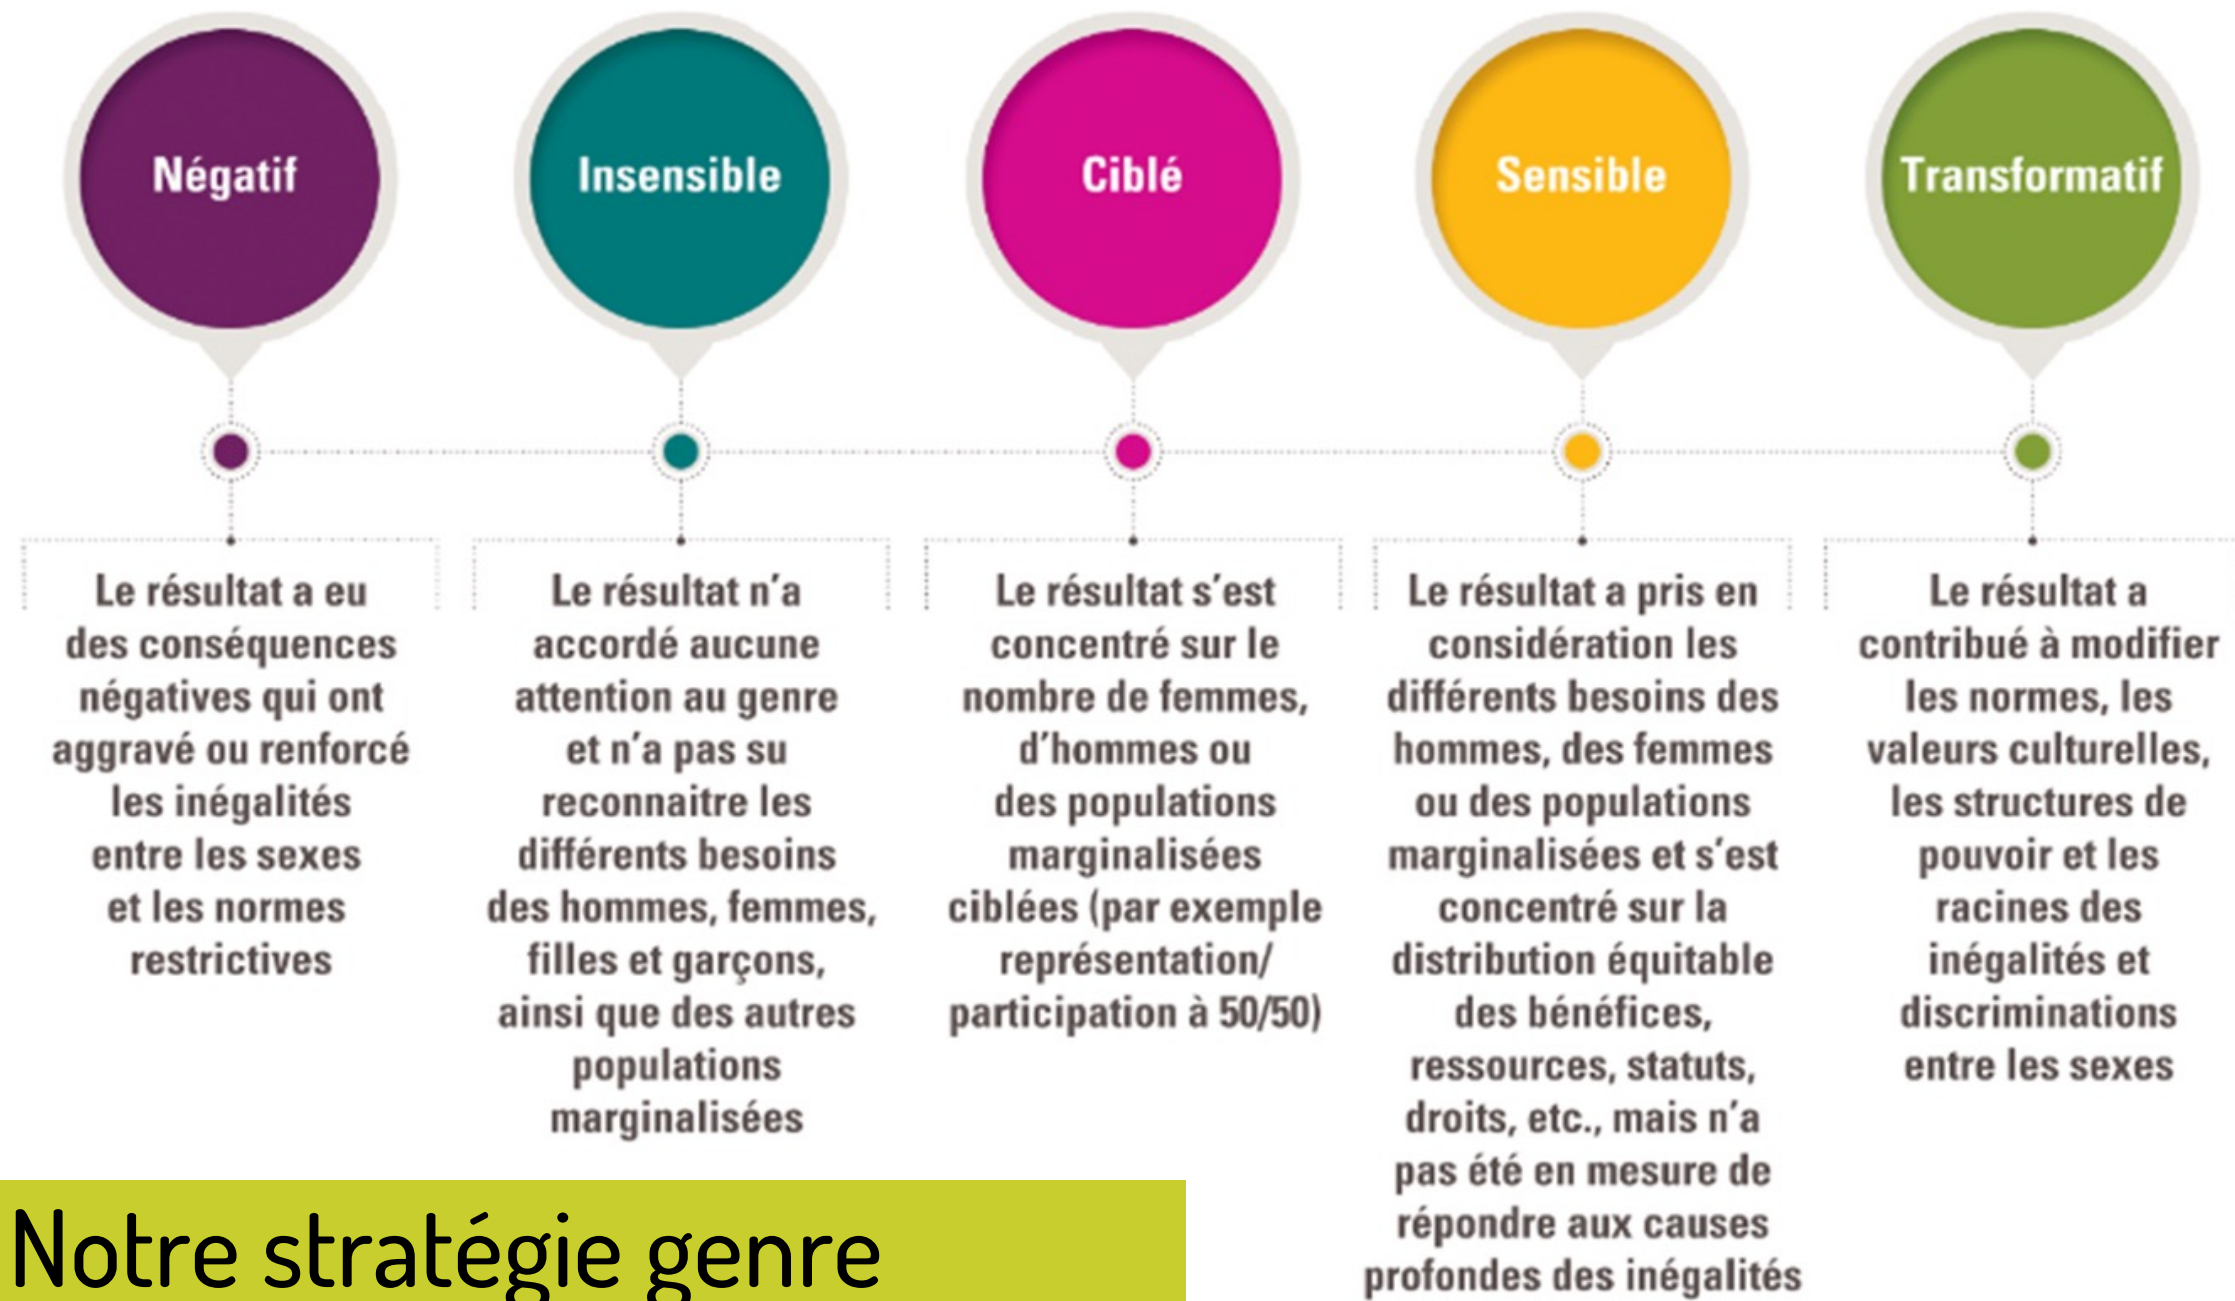 Négatif
Insensible
Ciblé
Sensible
Transformatif
Le résultat a eu
des conséquences
négatives qui ont
aggravé ou renforcé
les inégalités
entre les sexes
et les normes
restrictives
Le résultat n’a
accordé aucune
attention au genre
et n’a pas su
reconnaitre les
différents besoins
des hommes, femmes,
filles et garçons,
ainsi que des autres
populations
marginalisées
Le résultat s’est
concentré sur le
nombre de femmes,
d’hommes ou
des populations
marginalisées
ciblées (par exemple
représentation/
participation à 50/50)
Le résultat a pris en
considération les
différents besoins des
hommes, des femmes
ou des populations
marginalisées et s’est
concentré sur la
distribution équitable
des bénéfices,
ressources, statuts,
droits, etc., mais n’a
pas été en mesure de
répondre aux causes
profondes des inégalités
Le résultat a
contribué à modifier
les normes, les
valeurs culturelles,
les structures de
pouvoir et les
racines des
inégalités et
discriminations
entre les sexes
Notre stratégie genre